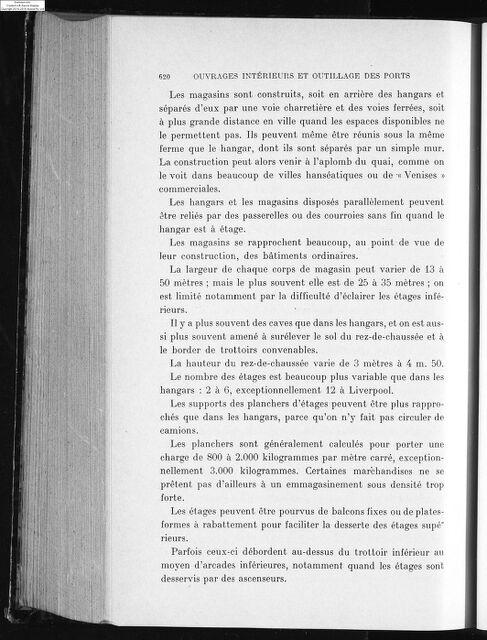 620 OUVRAGES INTÉRIEURS ET OUTILLAGE DES PORTS
Les magasins sont construits, soit en arrière des hangars et
séparés d'eux par une voie charretière et des voies ferrées, soit
à plus grande distance en ville quand les espaces disponibles ne
le permettent pas. Ils peuvent même être réunis sous la même
ferme que le hangar, dont ils sont séparés par un simple mur.
La construction peut alors venir à l'aplomb du quai, comme on
le voit dans beaucoup de villes hanséatiques ou de « Venises »
commerciales.
Les hangars et les magasins disposés parallèlement peuvent
être reliés par des passerelles ou des courroies sans fin quand le
hangar est à étage.
Les magasins se rapprochent beaucoup, au point de vue de
leur construction, des bâtiments ordinaires.
La largeur de chaque corps de magasin peut varier de 13 à
50 mètres ; mais le plus souvent elle est de 25 à 35 mètres ; on
est limité notamment par la difficulté d'éclairer les étages infé-
rieurs.
Il y a plus souvent des caves que dans les hangars, et on est aus-
si plus souvent amené à surélever le sol du rez-de-chaussée et à
le border de trottoirs convenables.
La hauteur du rez-de-chaussée varie de 3 mètres à 4 m. 50.
Le nombre des étages est beaucoup plus variable que dans les
hangars : 2 à 6, exceptionnellement 12 à Liverpool.
Les supports des planchers d'étages peuvent être plus rappro-
chés que dans les hangars, parce qu'on n'y fait pas circuler de
camions.
Les planchers sont généralement calculés pour porter une
charge de 800 à 2.000 kilogrammes par mètre carré, exception-
nellement 3.000 kilogrammes. Certaines marchandises ne se
prêtent pas d'ailleurs à un emmagasinement sous densité trop
forte.
Les étages peuvent être pourvus de balcons fixes ou de plates-
formes à rabattement pour faciliter la desserte des étages supé-
rieurs.
Parfois ceux-ci débordent au-dessus du trottoir inférieur au
moyen d'arcades inférieures, notamment quand les étages sont
desservis par des ascenseurs.